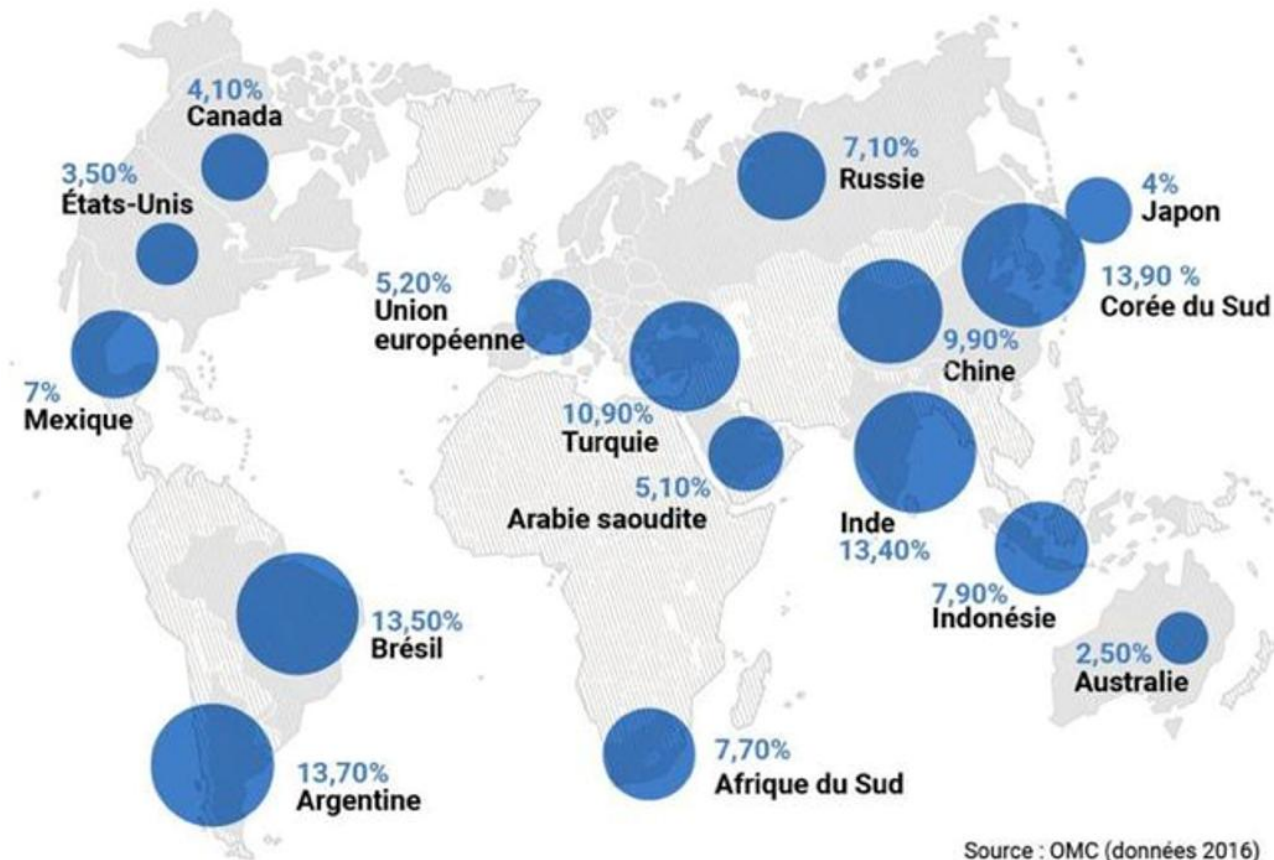 4,10%
Canada
3,50%
États-Unis
7%
Mexique
5,20%
Union
européenne
7,10%
Russie
4%
Japon
13,90 %
Corée du Sud
9,90%
Chine
10,90%
Turquie
5,10%
Arabie saoudite
Inde
13,40%
7,90%
Indonésie
2,50%
Australie
13,50%
Brésil
13,70%
Argentine
7,70%
Afrique du Sud
Source : OMC (données 2016)